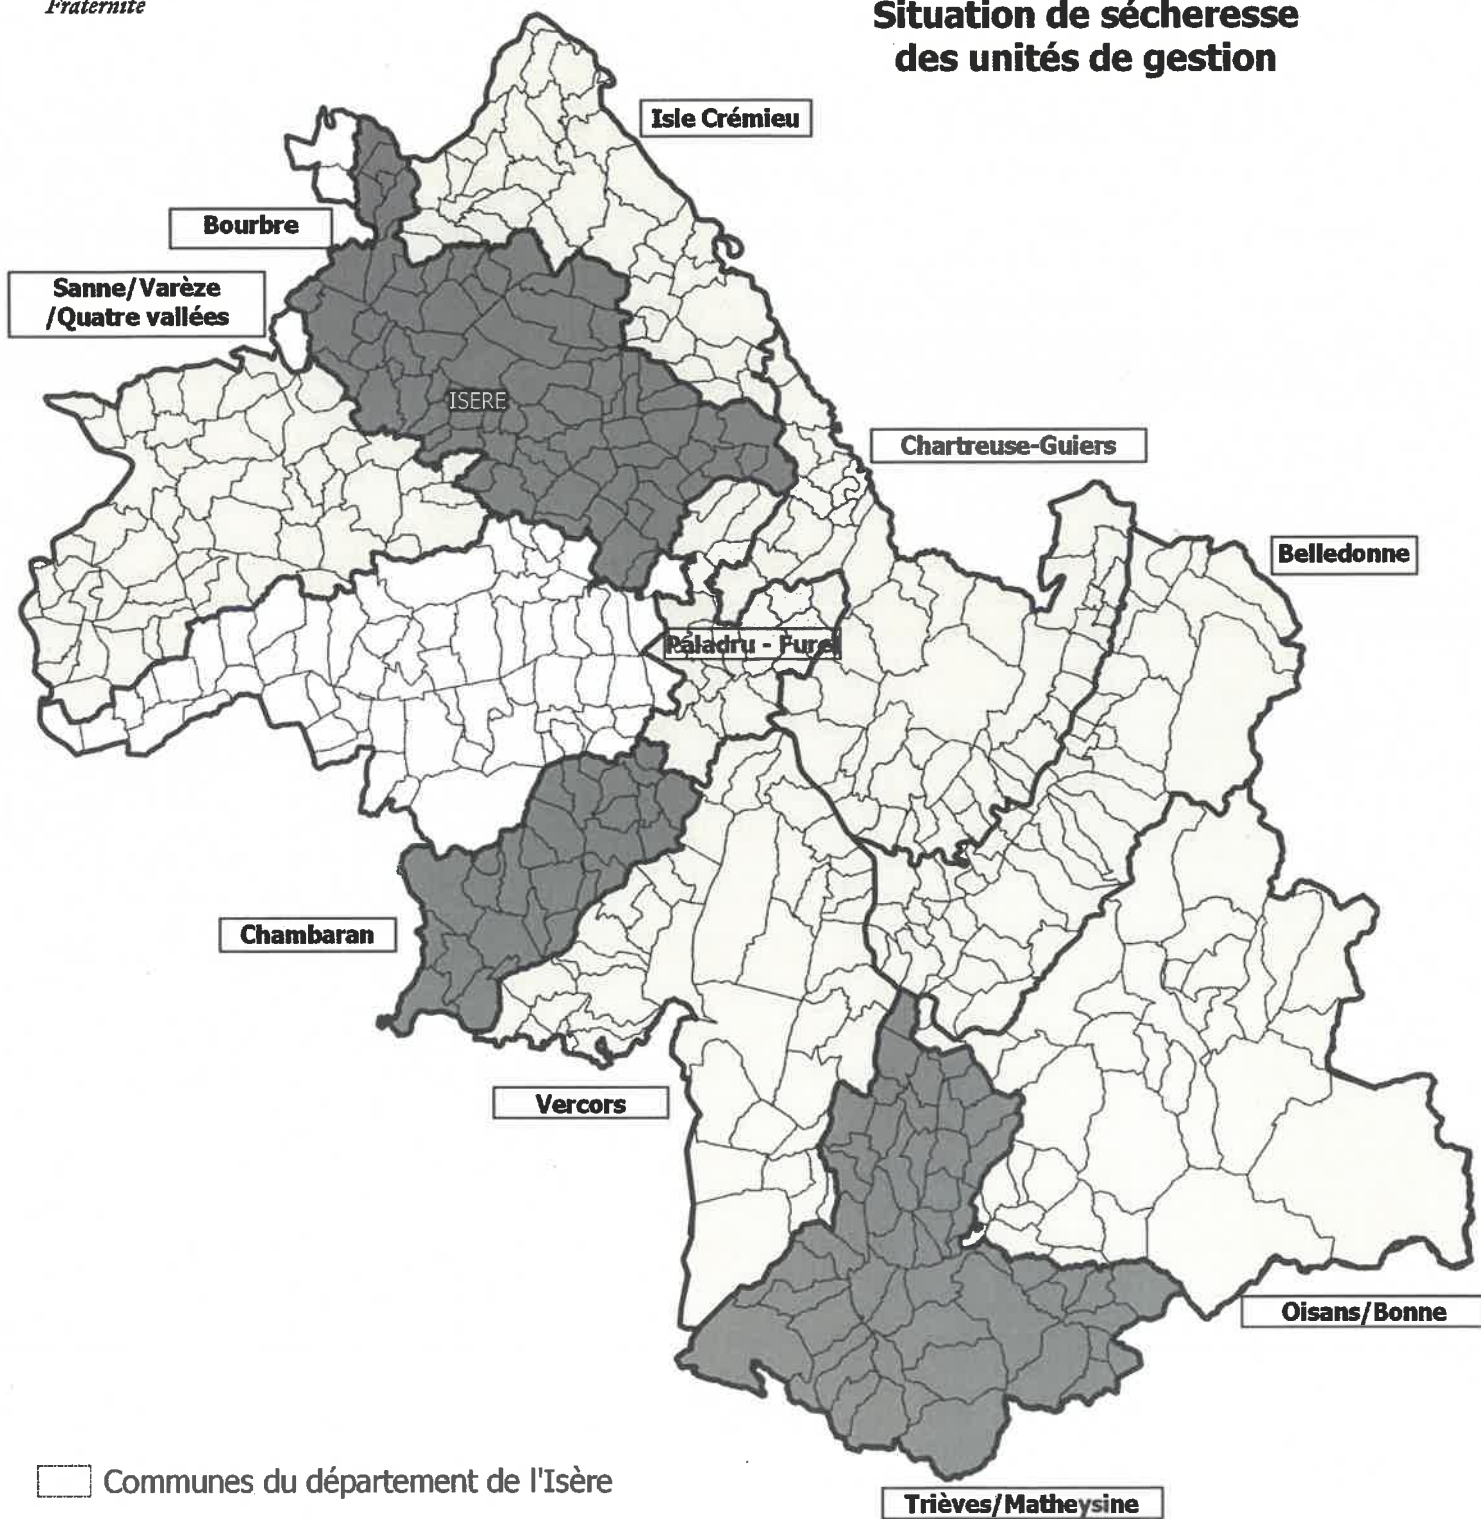 Fraternité
Situation de sécheresse
des unités de gestion
Isle Crémieu
Bourbre
Sanne/Varèze
/Quatre vallées
ISERE
Chartreuse-Guiers
Belledonne
Paladru - Furel
Chambaran
Vercors
Oisans/Bonne
Communes du département de l'Isère
Trièves/Matheysine